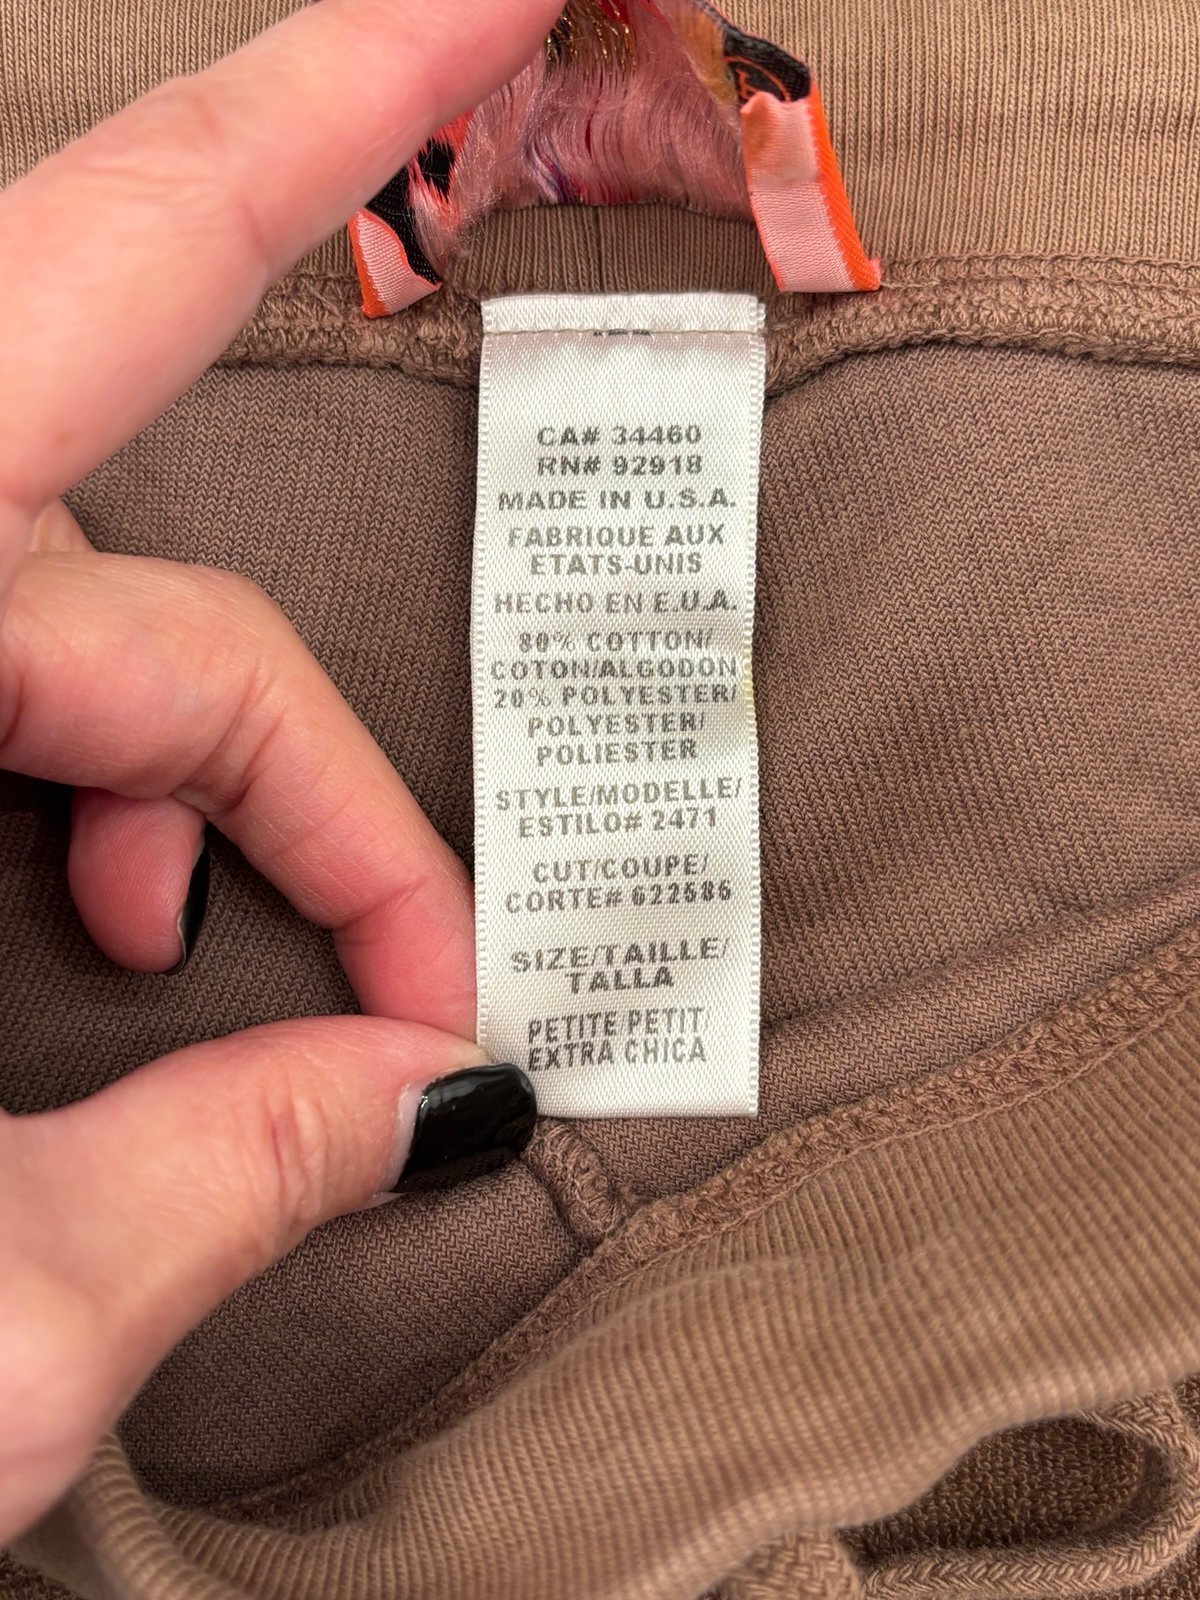 CA# 34460
RN# 92918
MADE IN U.S.A.
FABRIQUE AUX
ETATS-UNIS
HECHO EN E.U.A.
80% COTTON/
COTON/ALGODON
20% POLYESTER/
POLYESTER/
POLIESTER
STYLE/MODELLE/
ESTILO# 2471
CUT/COUPE/
CORTE# 622586
SIZE/TAILLE/
TALLA
PETITE/PETIT/
EXTRA CHICA